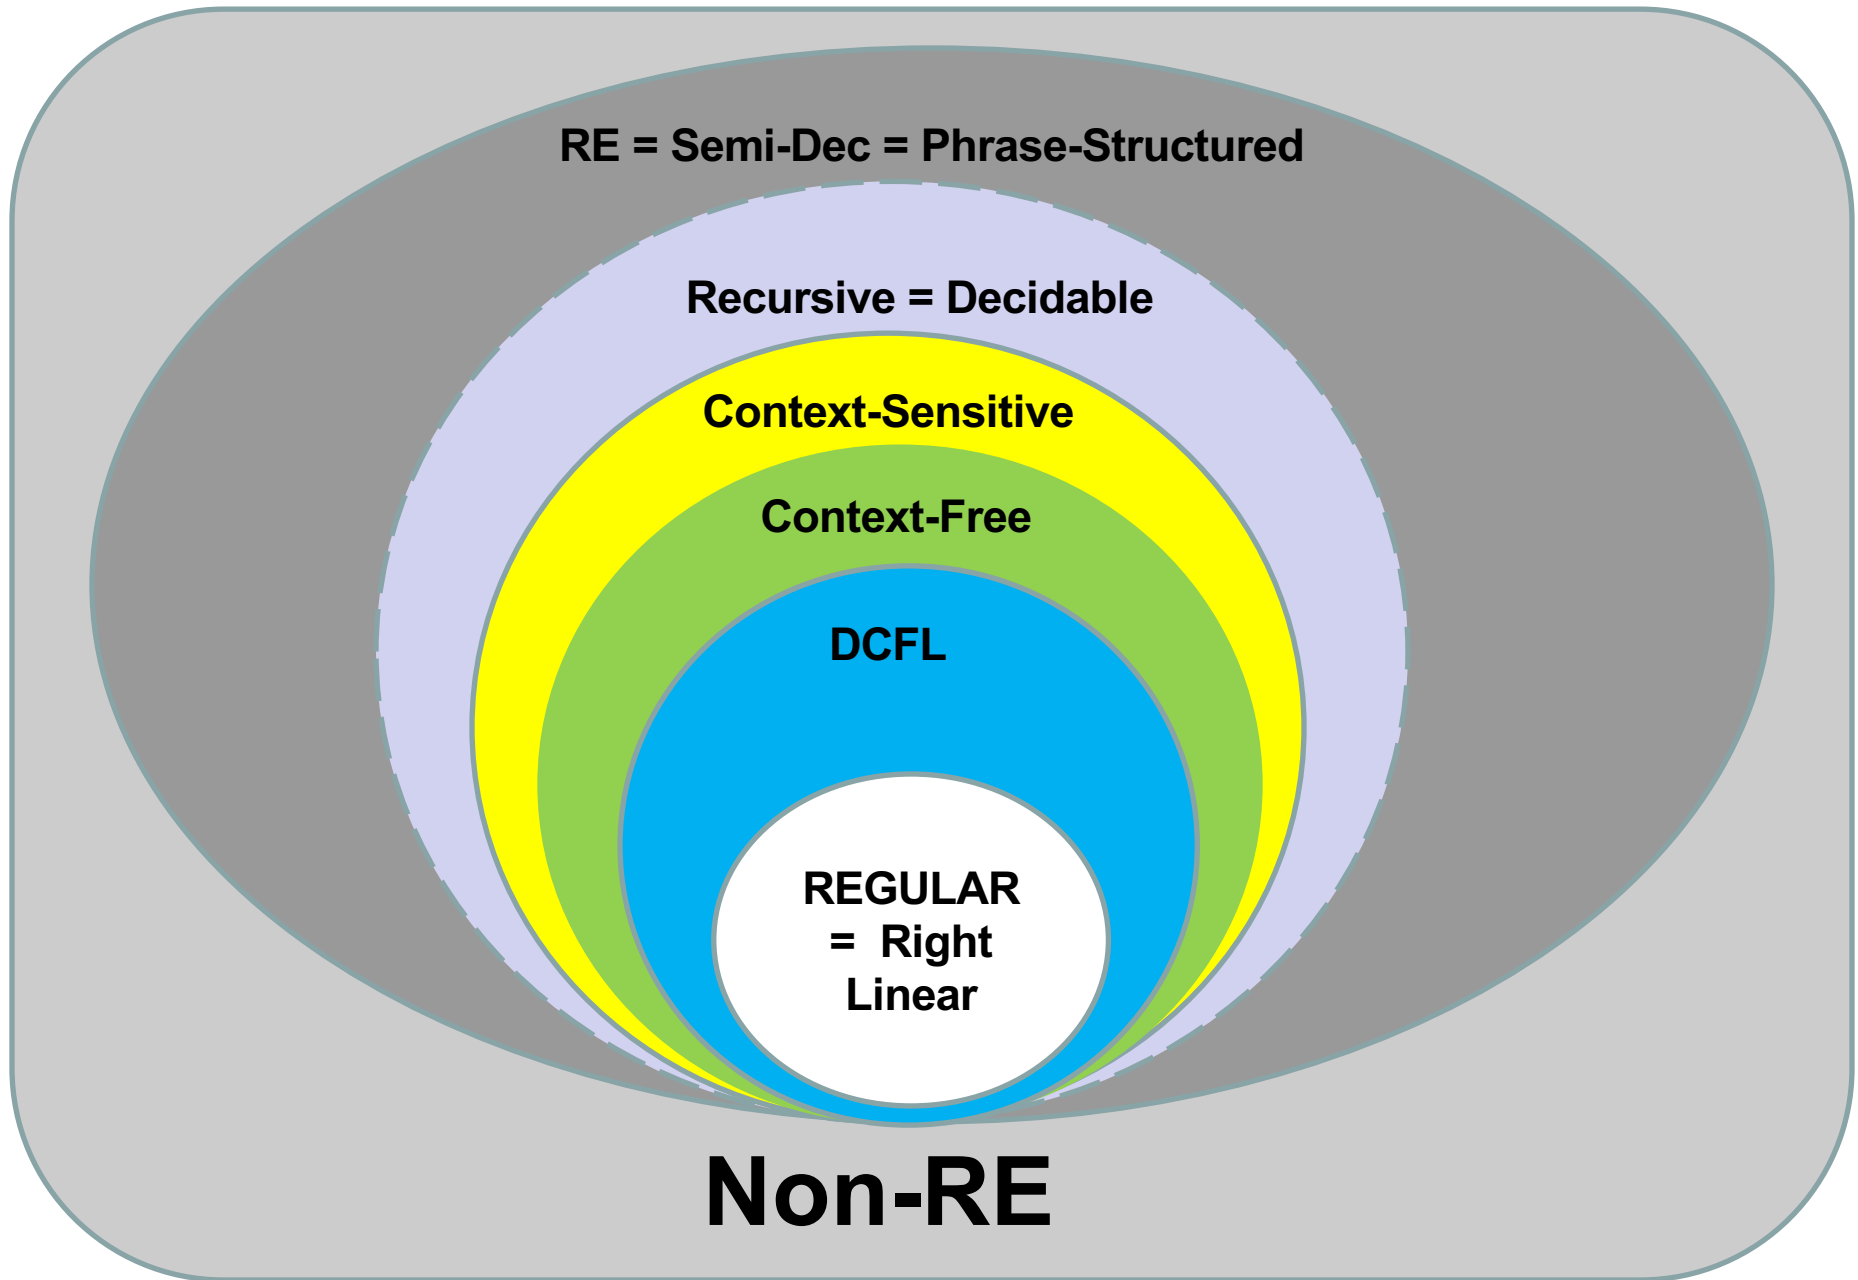 RE = Semi-Dec = Phrase-Structured
Recursive = Decidable
Context-Sensitive
Context-Free
DCFL
REGULAR
= Right
Linear
Non-RE